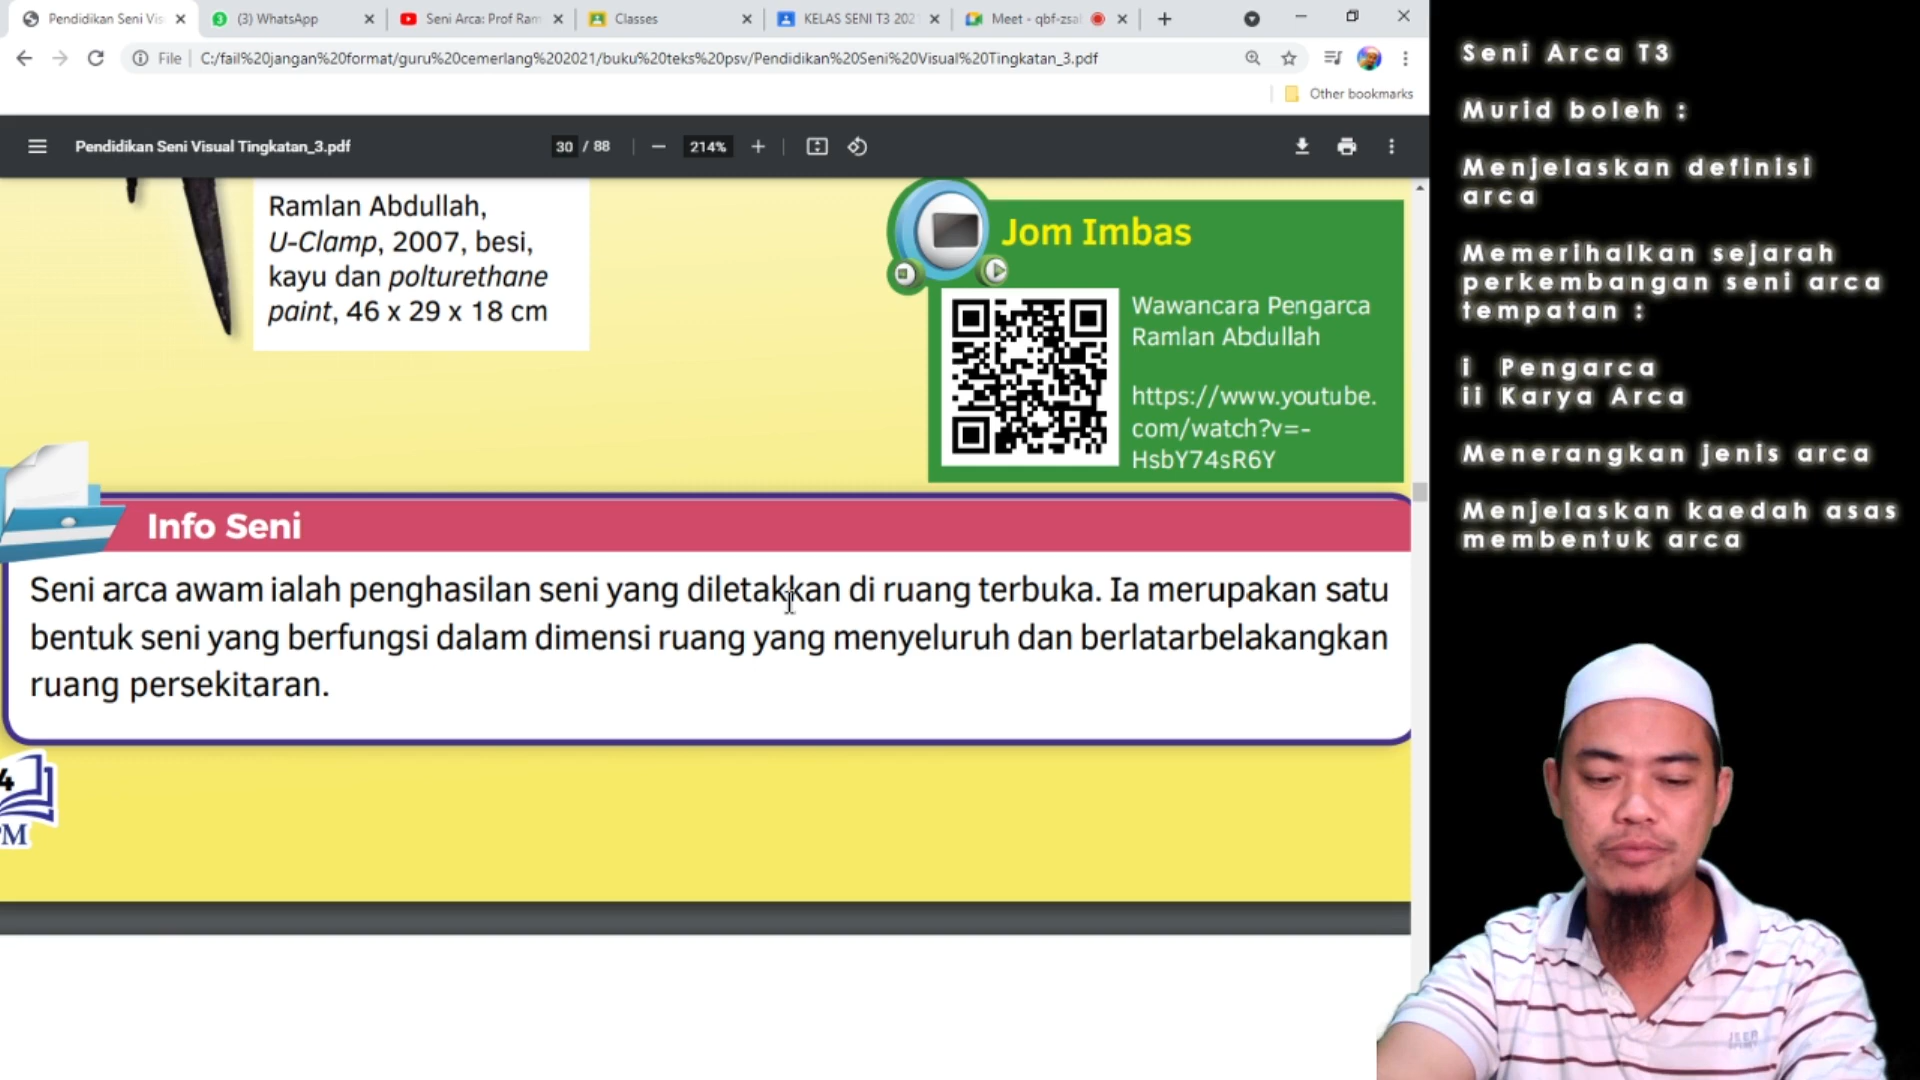 Pendidikan Seni Vis
(3) WhatsApp
Seni Arca: Prof Ram
Classes
KELAS SENI T3 202
Meet - qbf-zsa
File
C:/fail%20jangan%20format/guru%20cemerlang%202021/buku%20teks%20psv/Pendidikan%20Seni%20Visual%20Tingkatan_3.pdf
Other bookmarks
Pendidikan Seni Visual Tingkatan_3.pdf
30 / 88
214%
Ramlan Abdullah,
U-Clamp, 2007, besi,
kayu dan polturethane
paint, 46 x 29 x 18 cm
Jom Imbas
Wawancara Pengarca
Ramlan Abdullah
https://www.youtube.
com/watch?v=-
HsbY74sR6Y
Info Seni
Seni arca awam ialah penghasilan seni yang diletakkan di ruang terbuka. Ia merupakan satu
bentuk seni yang berfungsi dalam dimensi ruang yang menyeluruh dan berlatarbelakangkan
ruang persekitaran.
4
PM
Seni Arca T3
Murid boleh :
Menjelaskan definisi
arca
Memerihalkan sejarah
perkembangan seni arca
tempatan :
i Pengarca
ii Karya Arca
Menerangkan jenis arca
Menjelaskan kaedah asas
membentuk arca